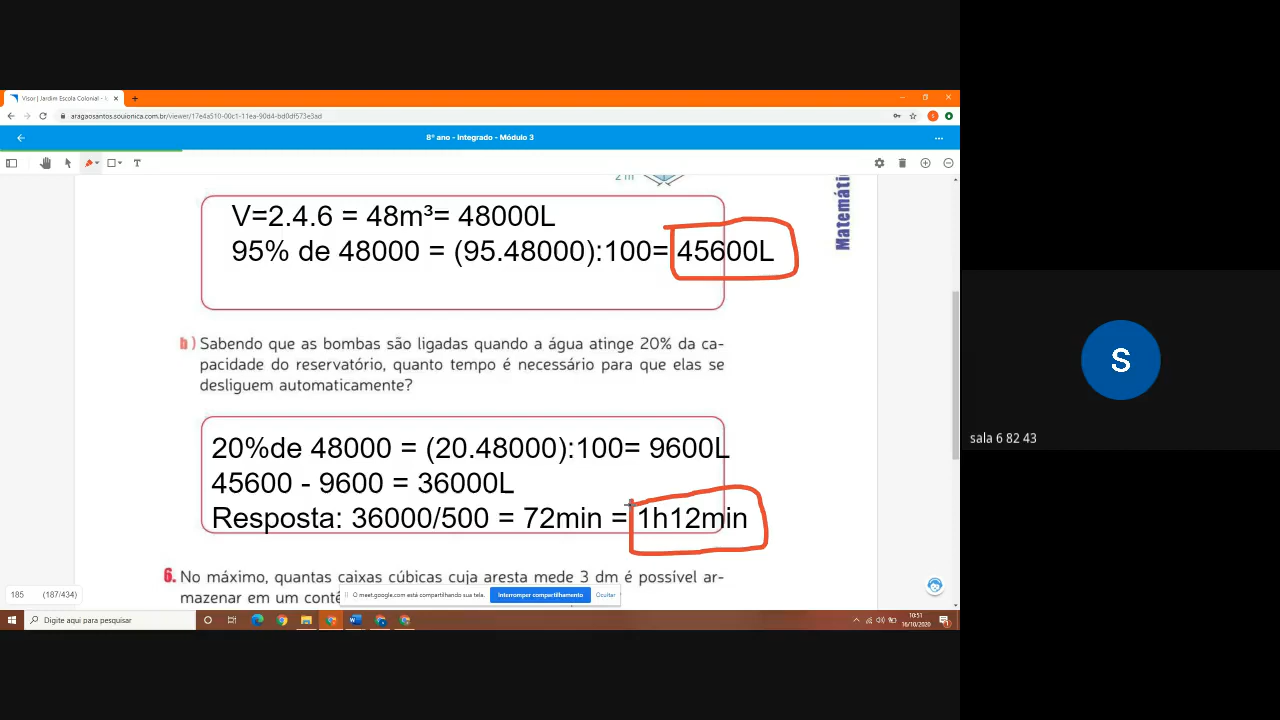 Visor | Jardim Escola Colonial - I
aragaosantos.souionica.com.br/viewer/17e4a510-00c1-11ea-90d4-bd0df573e3ad
8º ano - Integrado - Módulo 3
T
2 m
Matemáti
V=2.4.6 = 48m³= 48000L
95% de 48000 = (95.48000):100= 45600L
b) Sabendo que as bombas são ligadas quando a água atinge 20% da ca-
pacidade do reservatório, quanto tempo é necessário para que elas se
desliguem automaticamente?
20%de 48000 = (20.48000):100= 9600L
45600 - 9600 = 36000L
Resposta: 36000/500 = 72min = 1h12min
6. No máximo, quantas caixas cúbicas cuja aresta mede 3 dm é possível ar-
mazenar em um conte
185 (187/434)
O meet.google.com está compartilhando sua tela.
Interromper compartilhamento
Ocultar
Digite aqui para pesquisar
10:51
16/10/2020
S
sala 6 82 43